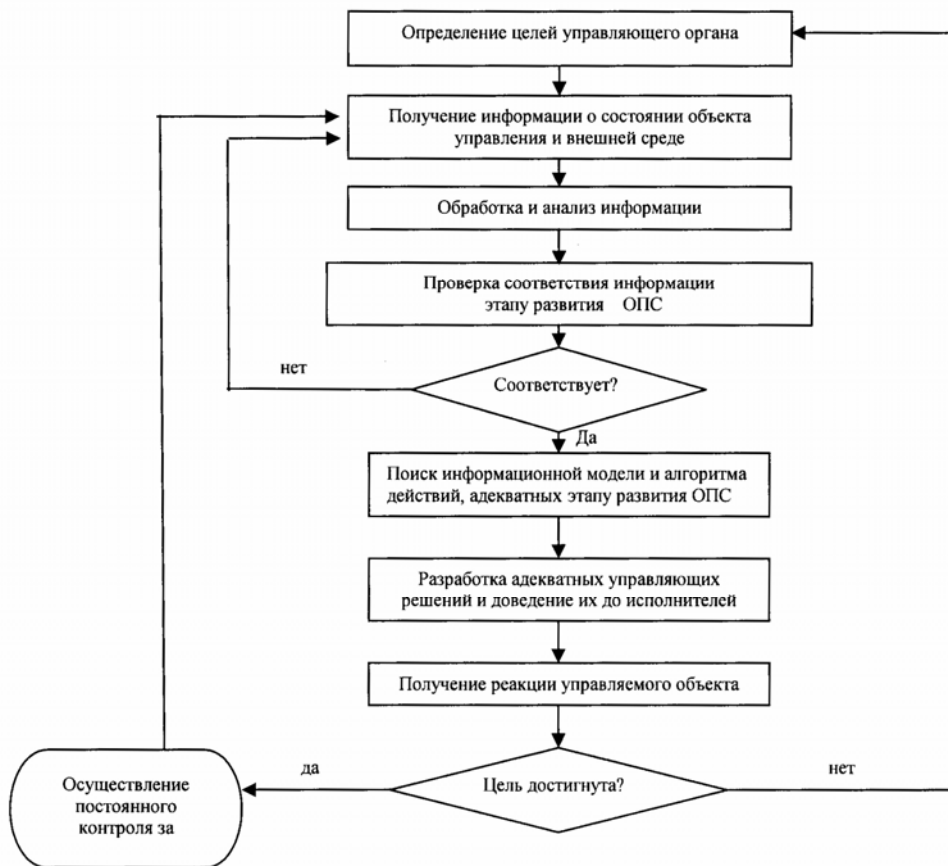 Определение целей управляющего органа
Получение информации о состоянии объекта
управления и внешней среде
Обработка и анализ информации
Проверка соответствия информации
этапу развития ОПС
нет
Соответствует?
Да
Поиск информационной модели и алгоритма
действий, адекватных этапу развития ОПС
Разработка адекватных управляющих
решений и доведение их до исполнителей
Получение реакции управляемого объекта
да
Цель достигнута?
нет
Осуществление
постоянного
контроля за